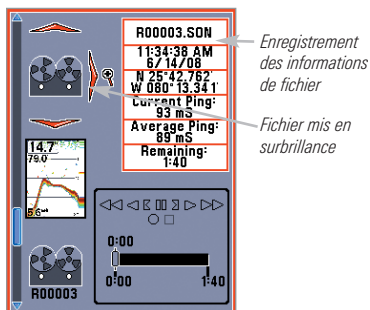 R00003.SON
11:34:38 AM
6/14/08
N 25°42.762'
W 080°13.341'
Current Ping:
93 mS
Average Ping:
89 mS
Remaining:
1:40
Enregistrement
des informations
de fichier
Fichier mis en
surbrillance
14.7
79.0
5.6
0:00
0:00
1:40
R00003